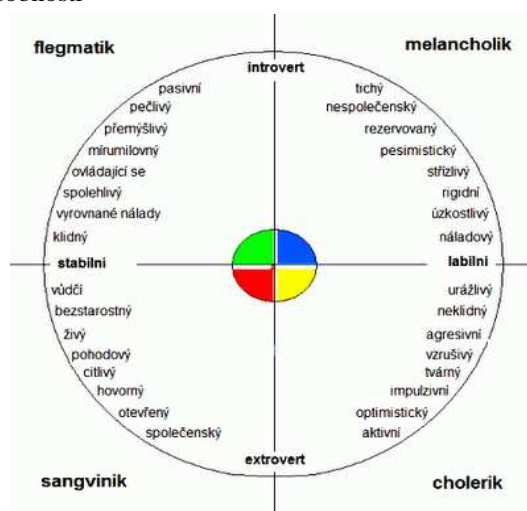 flegmatik
melancholik
introvert
pasivní
pečlivý
přemýšlivý
mírumilovný
ovládající se
spolehlivý
vyrovnané nálady
klidný
tichý
nespolečenský
rezervovaný
pesimistický
střízlivý
rigidní
úzkostlivý
náladový
stabilni
labilni
vůdčí
bezstarostný
živý
pohodový
citlivý
hovorný
otevřený
společenský
urážlivý
neklidný
agresivní
vzrušivý
tvárný
impulzivní
optimistický
aktivní
extrovert
sangvinik
cholerik